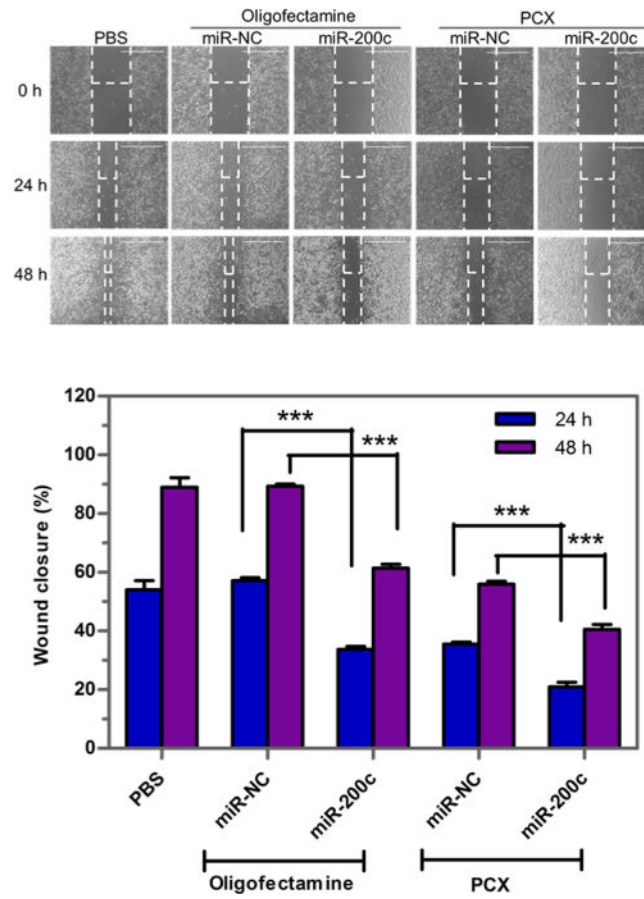 Oligofectamine PCX
PBS miR-NC miR-200c miR-NC miR-200c
0 h
24 h
48 h
120
100
80
60
40
20
0
Wound closure (%)
24 h
48 h
***
***
***
***
PBS
miR-NC
miR-200c
miR-NC
miR-200c
Oligofectamine
PCX